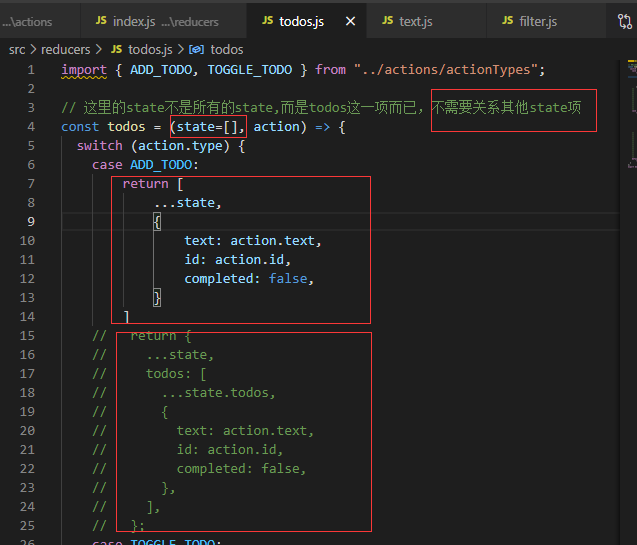 ...\actions JS index.js ...\reducers JS todos.js × JS text.js JS filter.js
src > reducers > JS todos.js > todos
1 import { ADD_TODO, TOGGLE_TODO } from "../actions/actionTypes";
2
3 // 这里的state不是所有的state,而是todos这一项而已，不需要关系其他state项
4 const todos = (state=[], action) => {
5 switch (action.type) {
6 case ADD_TODO:
7 return [
8 ...state,
9 {
10 text: action.text,
11 id: action.id,
12 completed: false,
13 }
14 ]
15 // return {
16 // ...state,
17 // todos: [
18 // ...state.todos,
19 // {
20 // text: action.text,
21 // id: action.id,
22 // completed: false,
23 // },
24 // ],
25 // };
26 case TOGGLE_TODO: